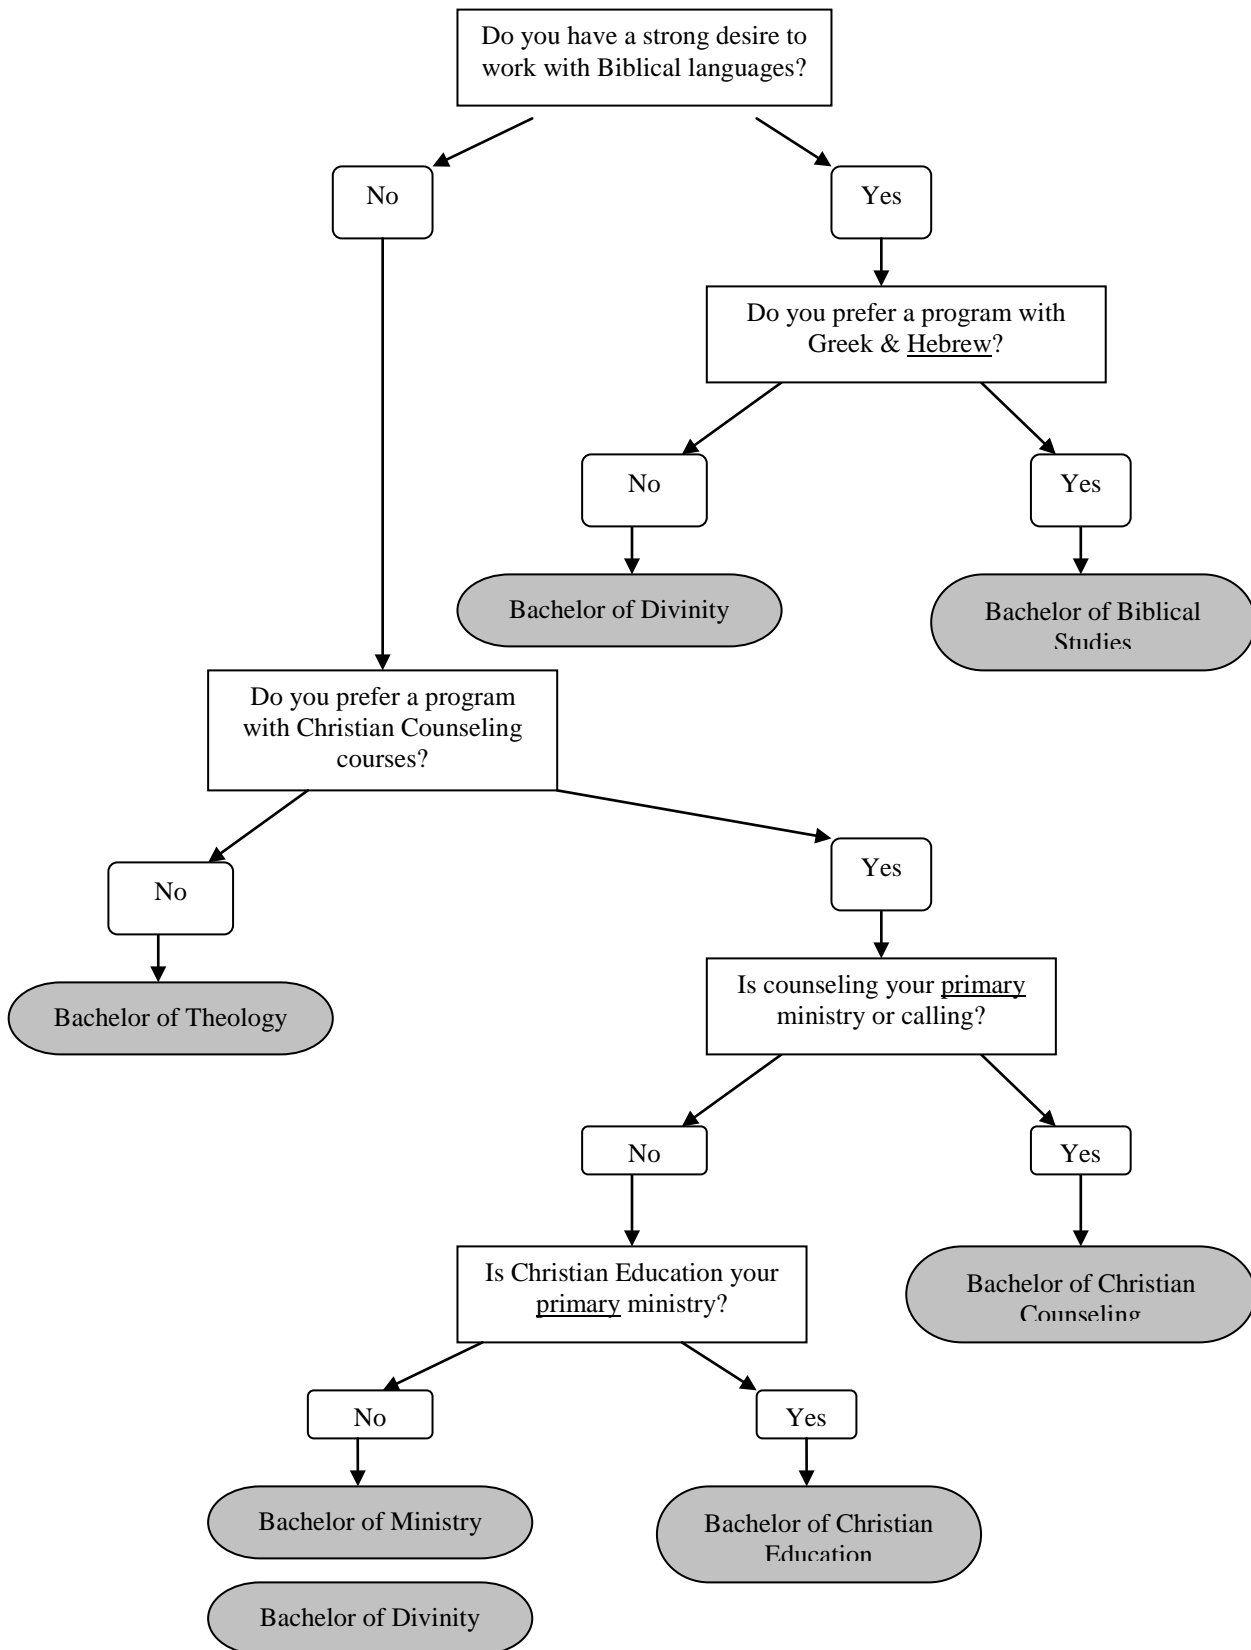 Do you have a strong desire to
work with Biblical languages?
No
Yes
Do you prefer a program with
Greek & Hebrew?
No
Yes
Bachelor of Divinity
Bachelor of Biblical
Studies
Do you prefer a program
with Christian Counseling
courses?
No
Yes
Bachelor of Theology
Is counseling your primary
ministry or calling?
No
Yes
Is Christian Education your
primary ministry?
Bachelor of Christian
Counseling
No
Yes
Bachelor of Ministry
Bachelor of Christian
Education
Bachelor of Divinity